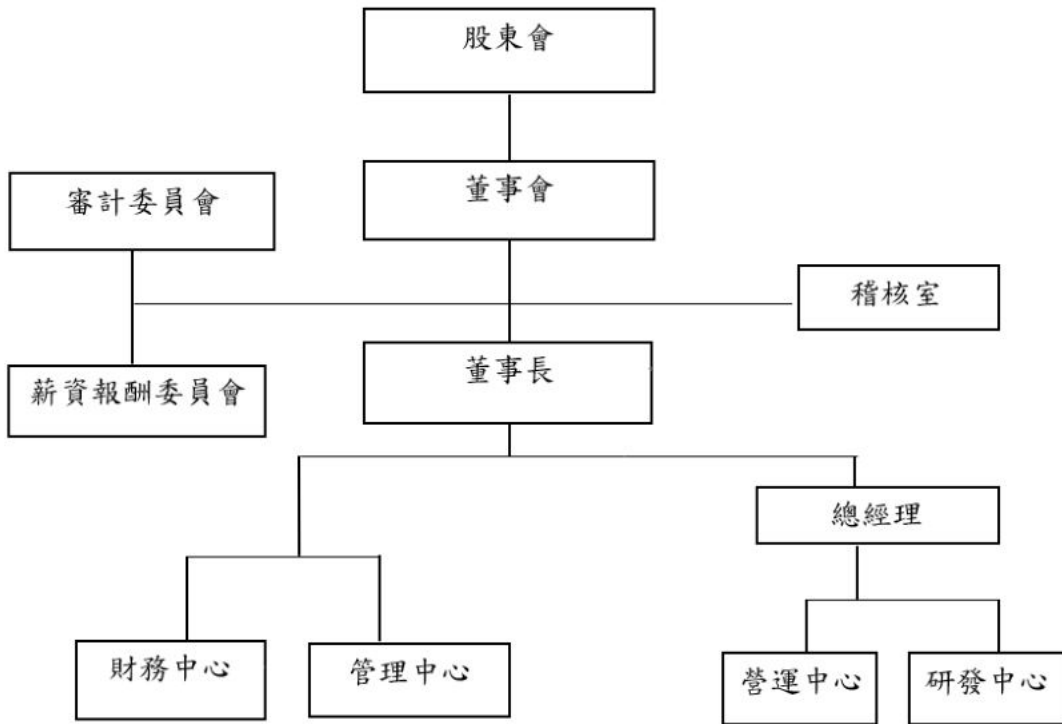 股東會
董事會
審計委員會
稽核室
董事長
薪資報酬委員會
總經理
財務中心
管理中心
營運中心
研發中心